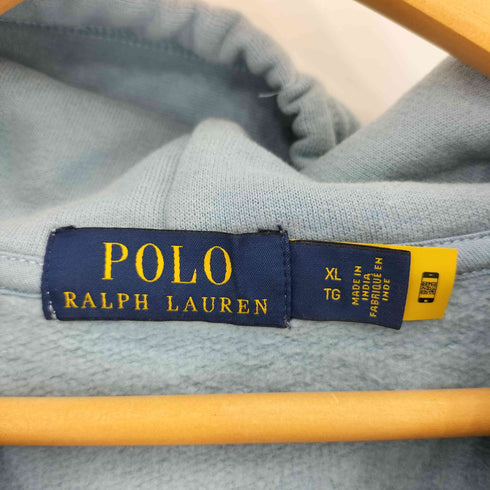 POLO
RALPH LAUREN
XL
TG
MADE IN
INDIA
FABRIQUÉ EN
INDE